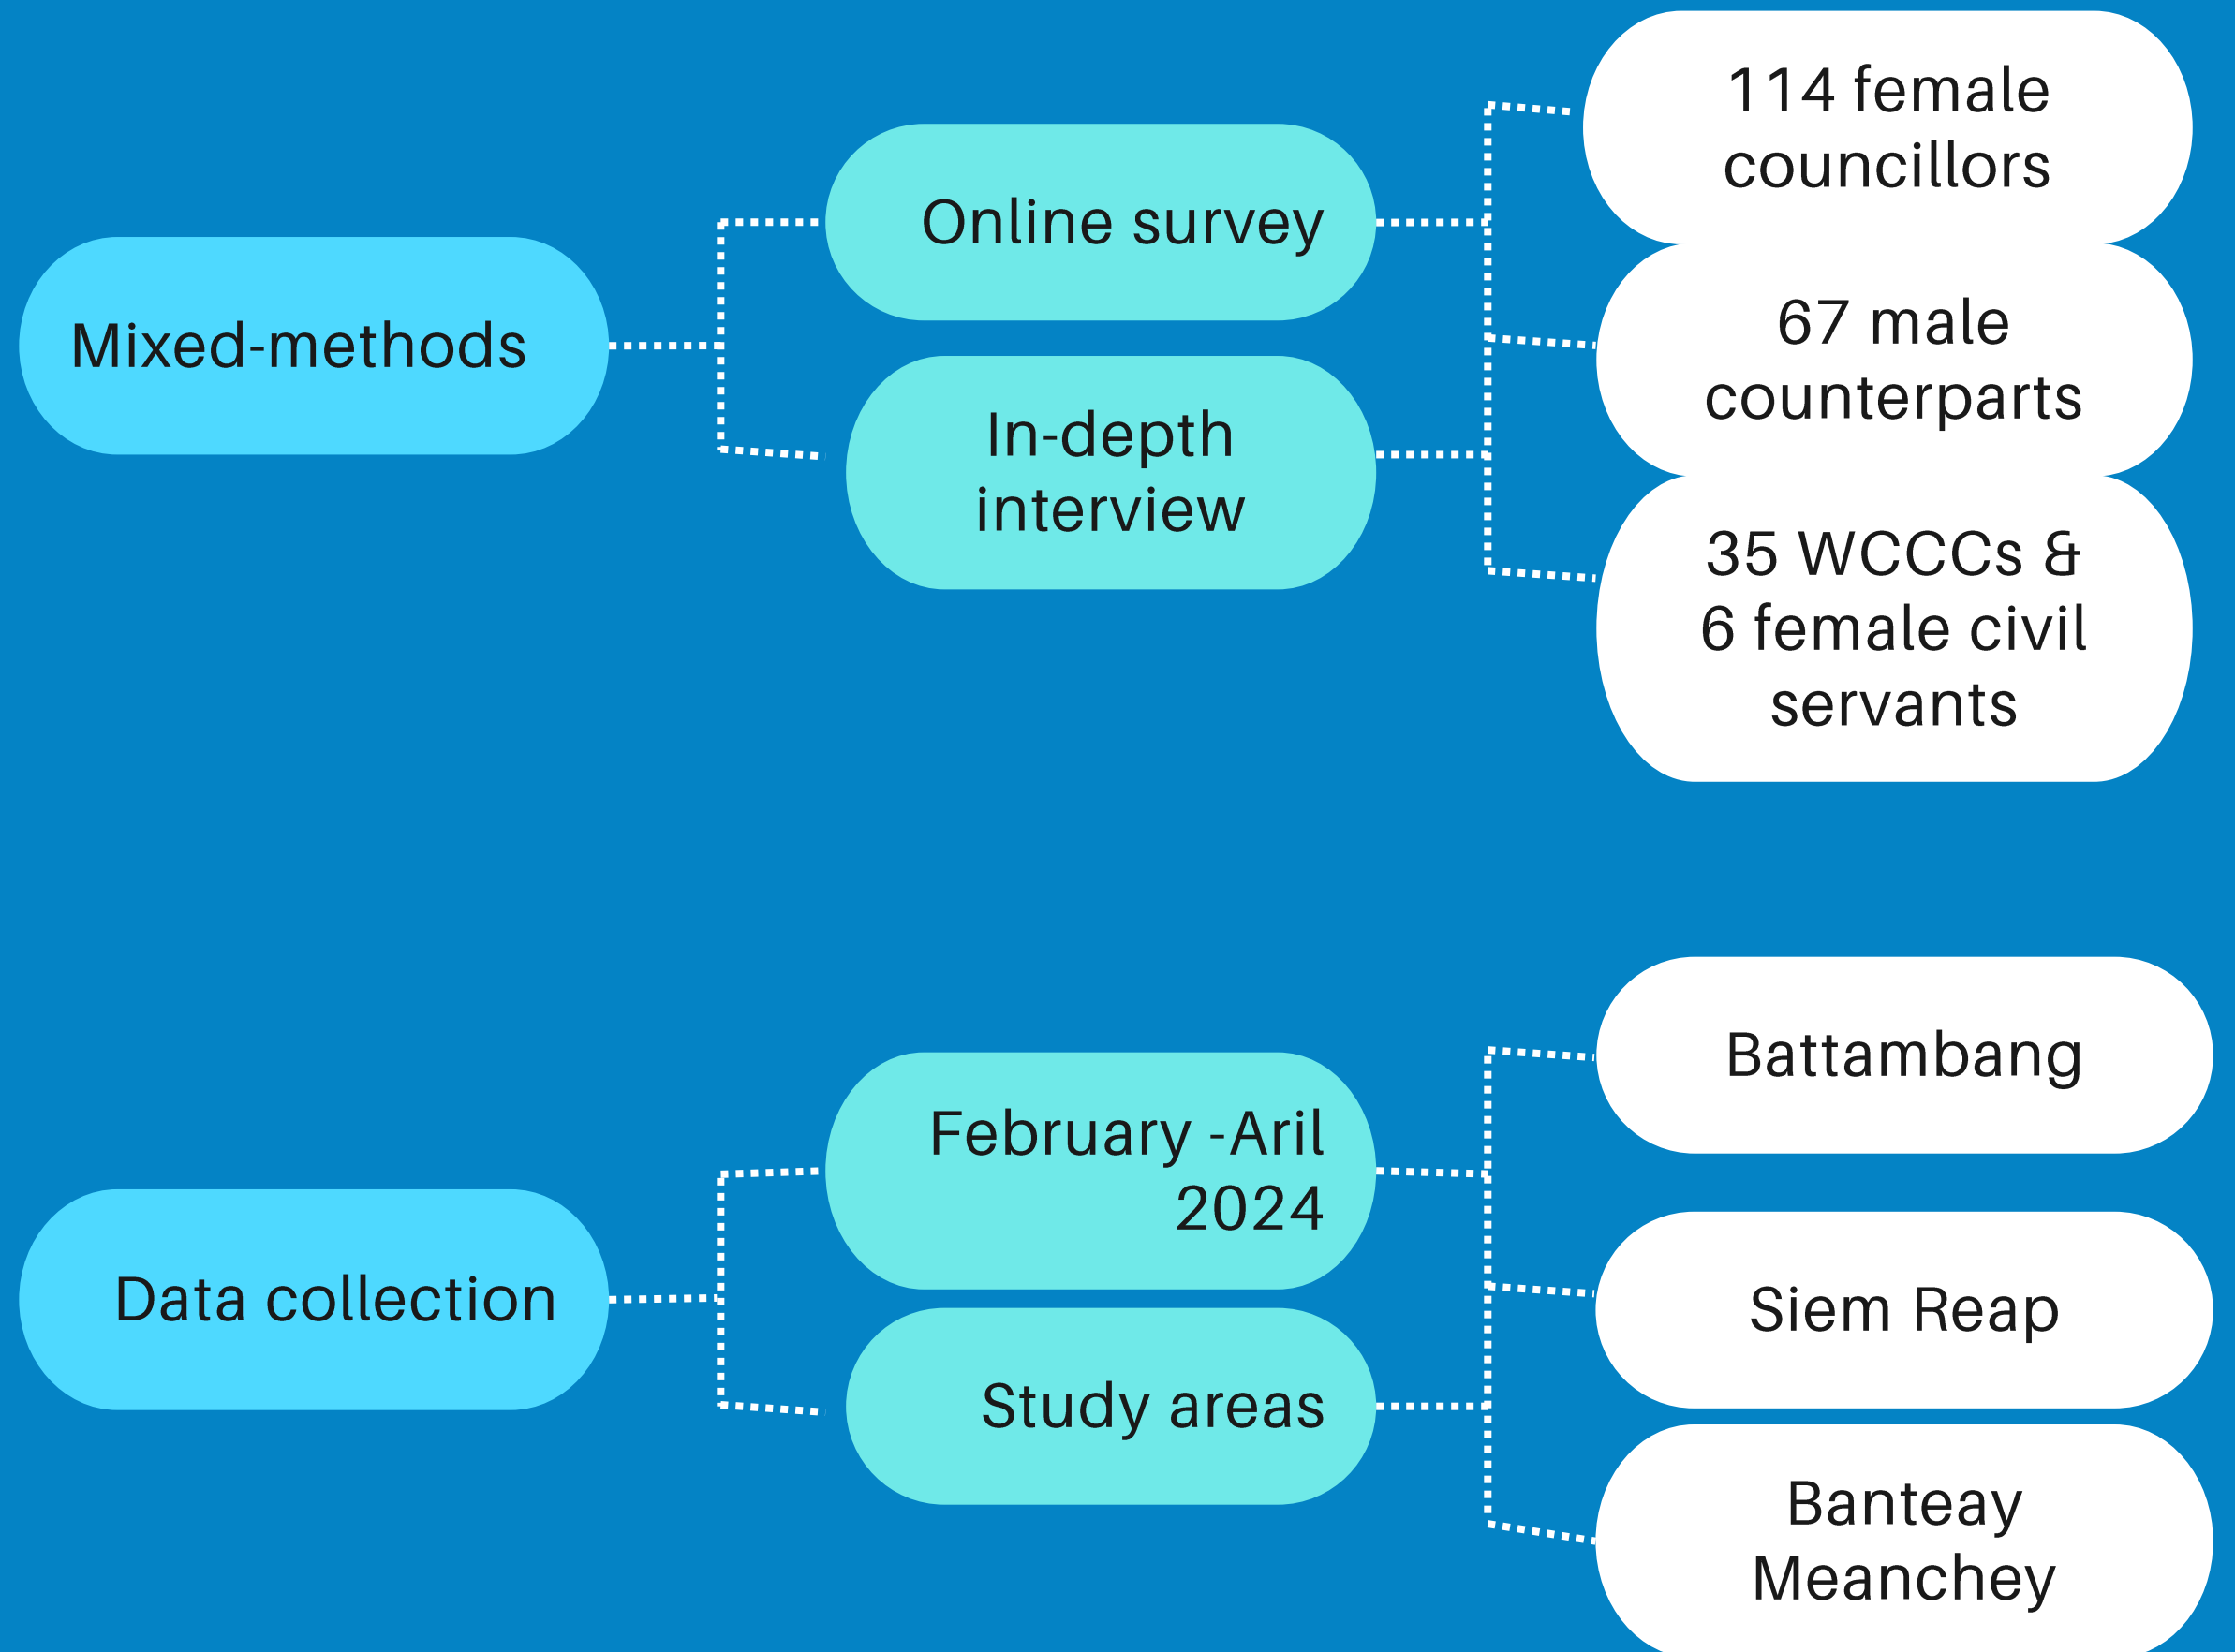 Mixed-methods
Online survey
In-depth
interview
114 female
councillors
67 male
counterparts
35 WCCCs &
6 female civil
servants
Data collection
February -Aril
2024
Study areas
Battambang
Siem Reap
Banteay
Meanchey